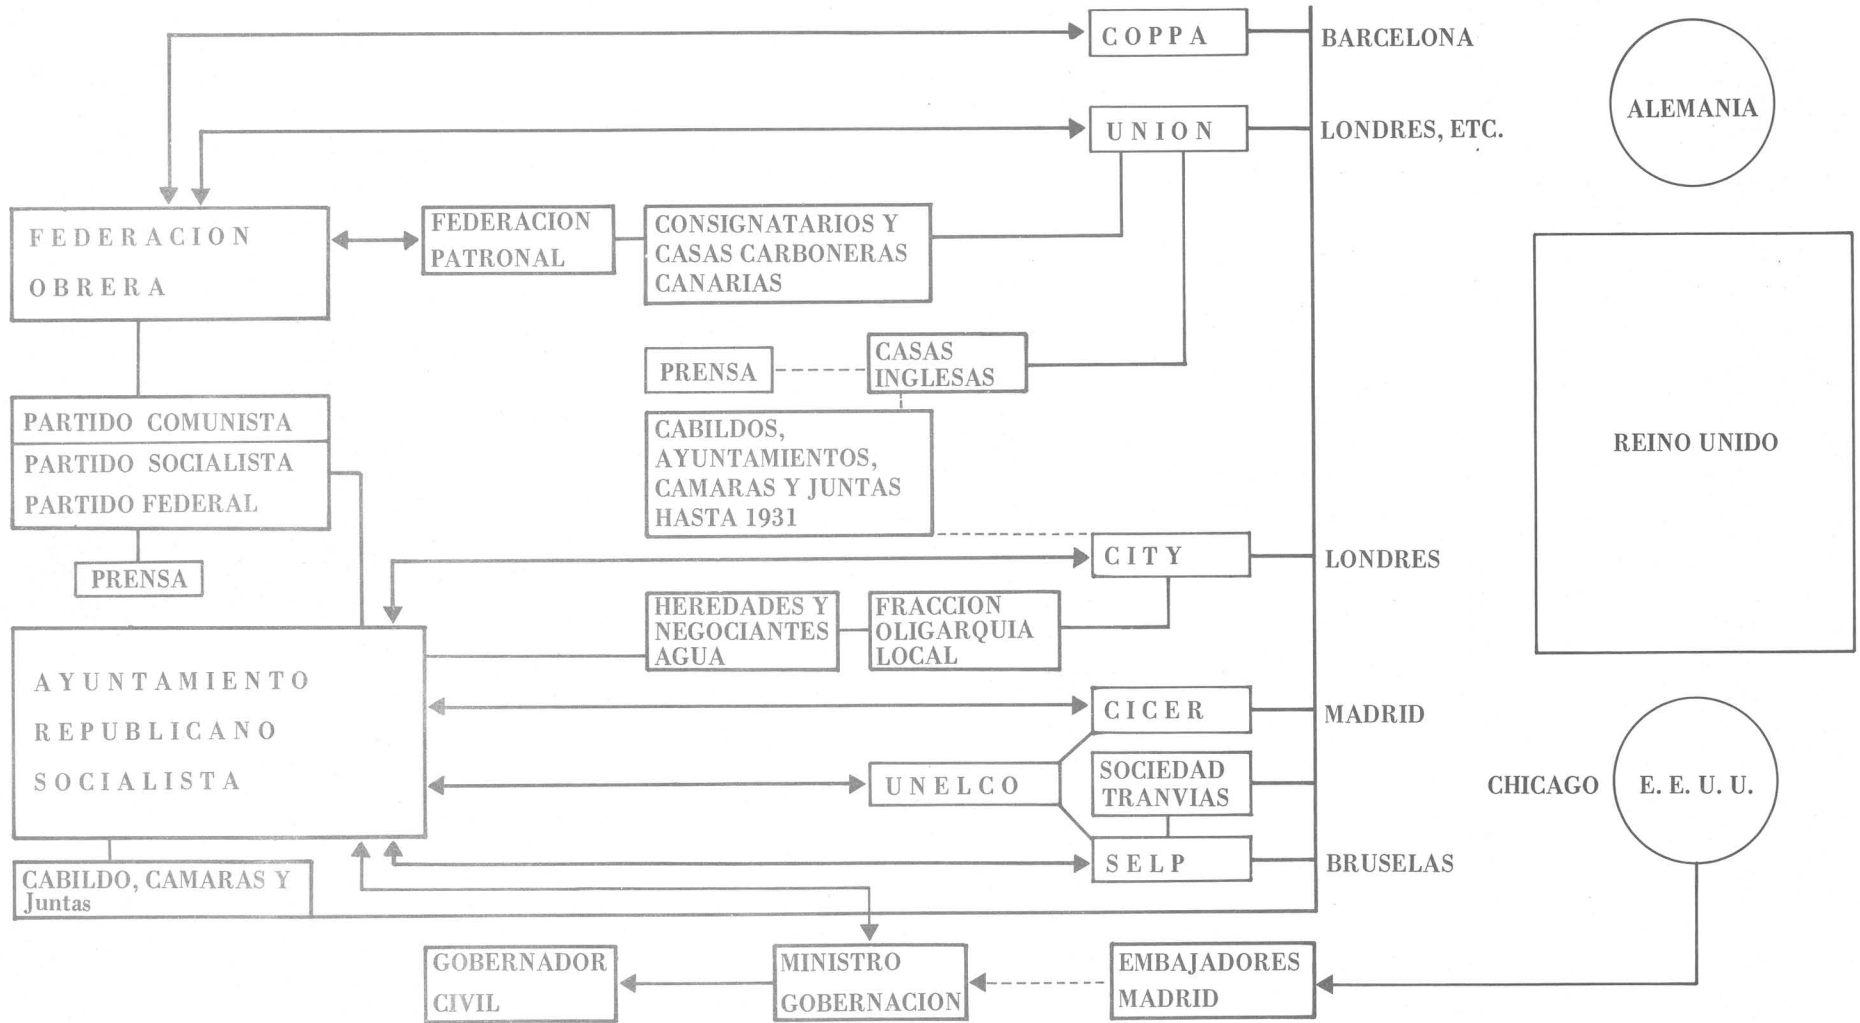 COPPA
BARCELONA
ALEMANIA
UNION
LONDRES, ETC.
FEDERACION
OBRERA
FEDERACION
PATRONAL
CONSIGNATARIOS Y
CASAS CARBONERAS
CANARIAS
PRENSA
CASAS
INGLESAS
PARTIDO COMUNISTA
PARTIDO SOCIALISTA
PARTIDO FEDERAL
CABILDOS,
AYUNTAMIENTOS,
CAMARAS Y JUNTAS
HASTA 1931
REINO UNIDO
PRENSA
CITY
LONDRES
HEREDADES Y
NEGOCIANTES
AGUA
FRACCION
OLIGARQUIA
LOCAL
AYUNTAMIENTO
REPUBLICANO
SOCIALISTA
CICER
MADRID
UNELCO
SOCIEDAD
TRANVIAS
CHICAGO
E. E. U. U.
SELP
BRUSELAS
CABILDO, CAMARAS Y
Juntas
GOBERNADOR
CIVIL
MINISTRO
GOBERNACION
EMBAJADORES
MADRID